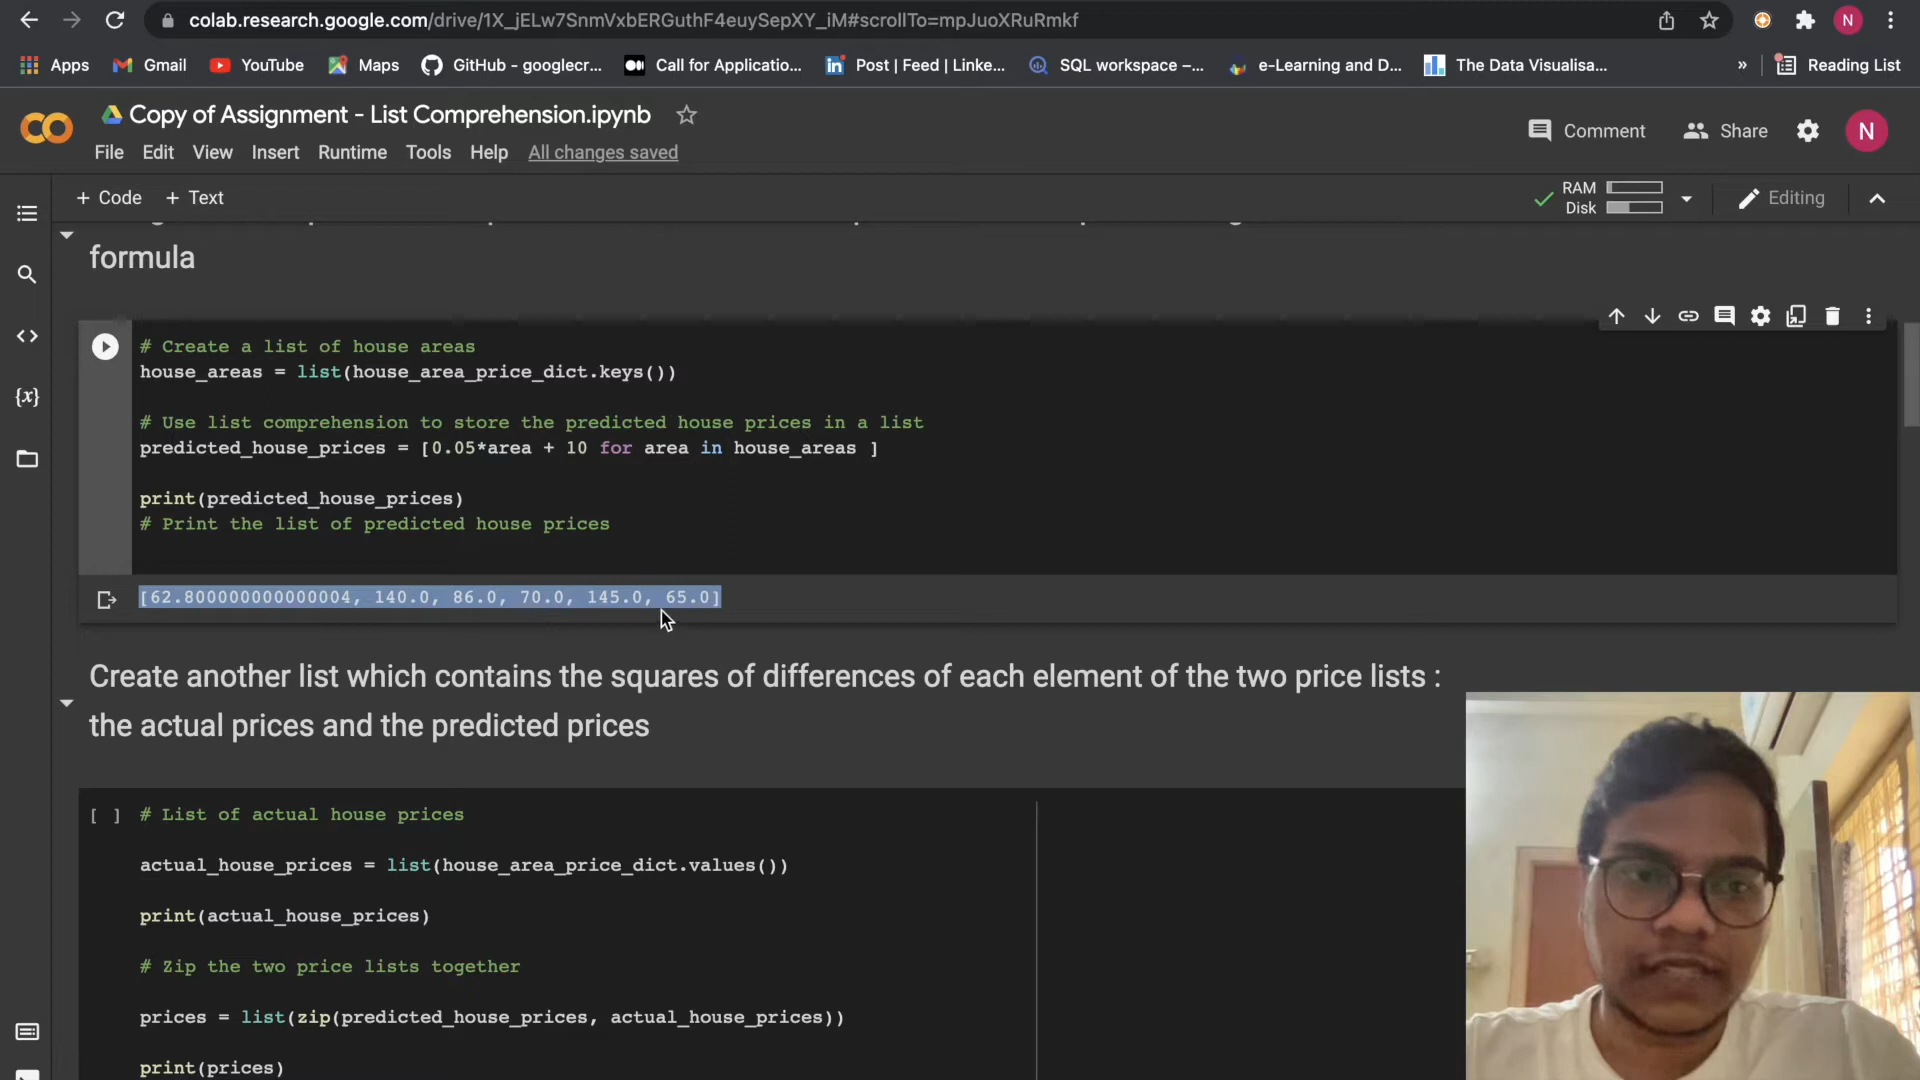 colab.research.google.com/drive/1X_jELw7SnmVxbERGuthF4euySepXY_iM#scrollTo=mpJuoXRuRmkf
N
Apps Gmail YouTube Maps GitHub - googlecr... Call for Applicatio... Post | Feed | Linke... SQL workspace –... e-Learning and D... The Data Visualisa... » Reading List
Copy of Assignment - List Comprehension.ipynb
Comment Share N
File Edit View Insert Runtime Tools Help All changes saved
+ Code + Text
RAM
Disk
Editing
formula
# Create a list of house areas
house_areas = list(house_area_price_dict.keys())
# Use list comprehension to store the predicted house prices in a list
predicted_house_prices = [0.05*area + 10 for area in house_areas ]
print(predicted_house_prices)
# Print the list of predicted house prices
[62.800000000000004, 140.0, 86.0, 70.0, 145.0, 65.0]
Create another list which contains the squares of differences of each element of the two price lists :
the actual prices and the predicted prices
[ ] # List of actual house prices
actual_house_prices = list(house_area_price_dict.values())
print(actual_house_prices)
# Zip the two price lists together
prices = list(zip(predicted_house_prices, actual_house_prices))
print(prices)